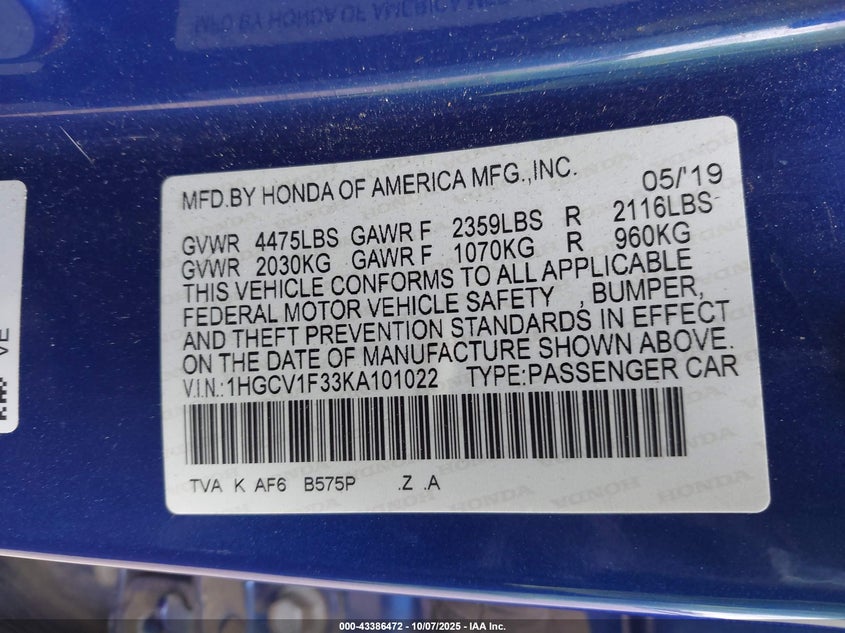 MFD.BY HONDA OF AMERICA MFG.,INC. 05/'19
GVWR 4475LBS GAWR F 2359LBS R 2116LBS
GVWR 2030KG GAWR F 1070KG R 960KG
THIS VEHICLE CONFORMS TO ALL APPLICABLE
FEDERAL MOTOR VEHICLE SAFETY , BUMPER,
AND THEFT PREVENTION STANDARDS IN EFFECT
ON THE DATE OF MANUFACTURE SHOWN ABOVE.
V.I.N.:1HGCV1F33KA101022 TYPE:PASSENGER CAR
TVA K AF6 B575P .Z .A
VE
000-43386472 - 10/07/2025 - IAA Inc.